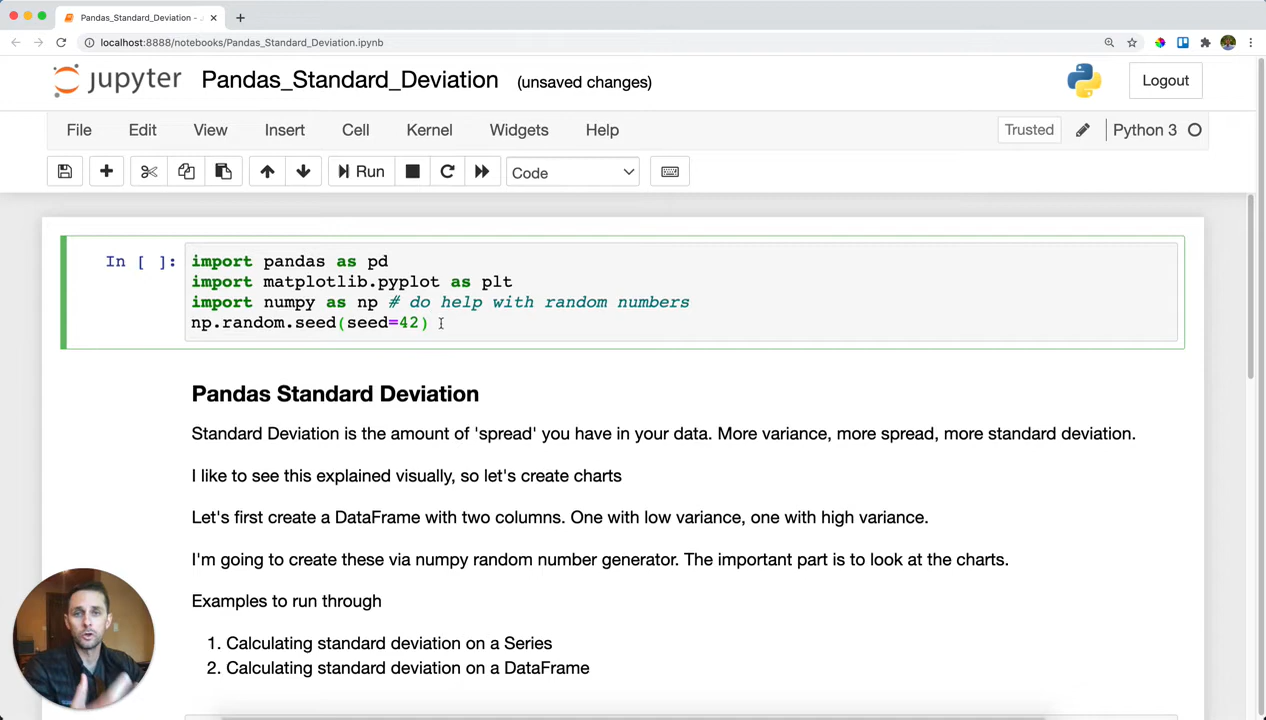 Pandas_Standard_Deviation -
localhost:8888/notebooks/Pandas_Standard_Deviation.ipynb
jupyter Pandas_Standard_Deviation (unsaved changes) Logout
File Edit View Insert Cell Kernel Widgets Help Trusted Python 3
Run Code
In [ ]: import pandas as pd
import matplotlib.pyplot as plt
import numpy as np # do help with random numbers
np.random.seed(seed=42)
Pandas Standard Deviation
Standard Deviation is the amount of 'spread' you have in your data. More variance, more spread, more standard deviation.
I like to see this explained visually, so let's create charts
Let's first create a DataFrame with two columns. One with low variance, one with high variance.
I'm going to create these via numpy random number generator. The important part is to look at the charts.
Examples to run through
1. Calculating standard deviation on a Series
2. Calculating standard deviation on a DataFrame